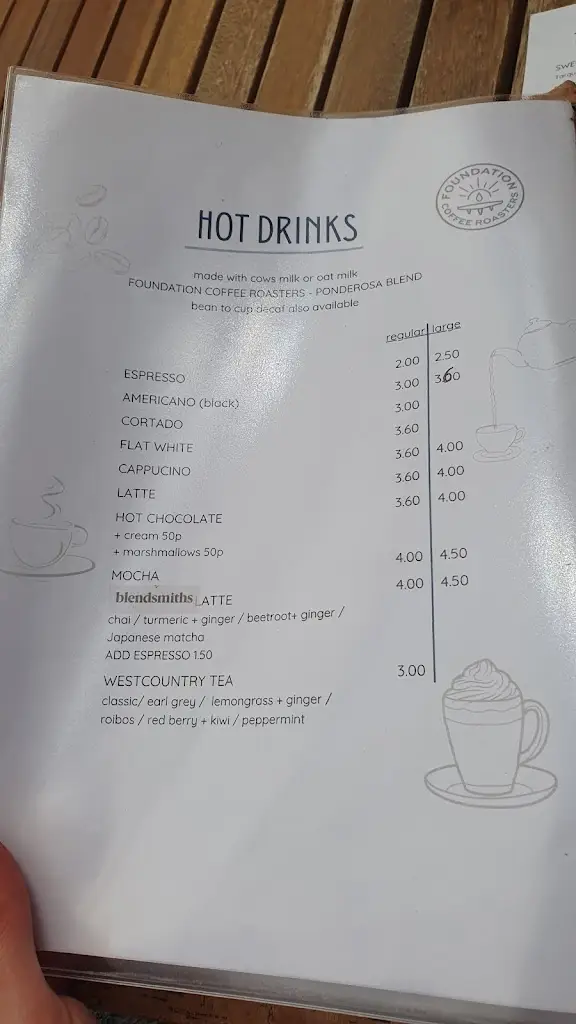 SWE
FOUNDATION
COFFEE ROASTERS
HOT DRINKS
made with cows milk or oat milk
FOUNDATION COFFEE ROASTERS - PONDEROSA BLEND
bean to cup decaf also available
regular large
ESPRESSO 2.00 2.50
AMERICANO (black) 3.00 3.60
CORTADO 3.00
FLAT WHITE 3.60
CAPPUCINO 3.60 4.00
LATTE 3.60 4.00
HOT CHOCOLATE 3.60 4.00
+ cream 50p
+ marshmallows 50p
MOCHA 4.00 4.50
blendsmiths LATTE 4.00 4.50
chai / turmeric + ginger / beetroot+ ginger /
Japanese matcha
ADD ESPRESSO 1.50
WESTCOUNTRY TEA 3.00
classic/ earl grey / lemongrass + ginger /
roibos / red berry + kiwi / peppermint